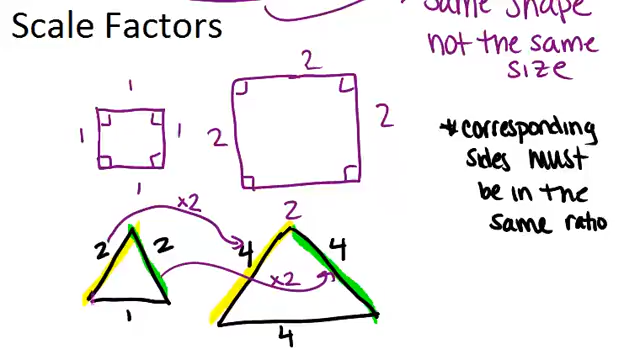 same shape
Scale Factors
not the same
size
1
2
1
1
2
2
1
2
*corresponding
sides must
be in the
same ratio
x2
2
2
4
4
x2
1
4